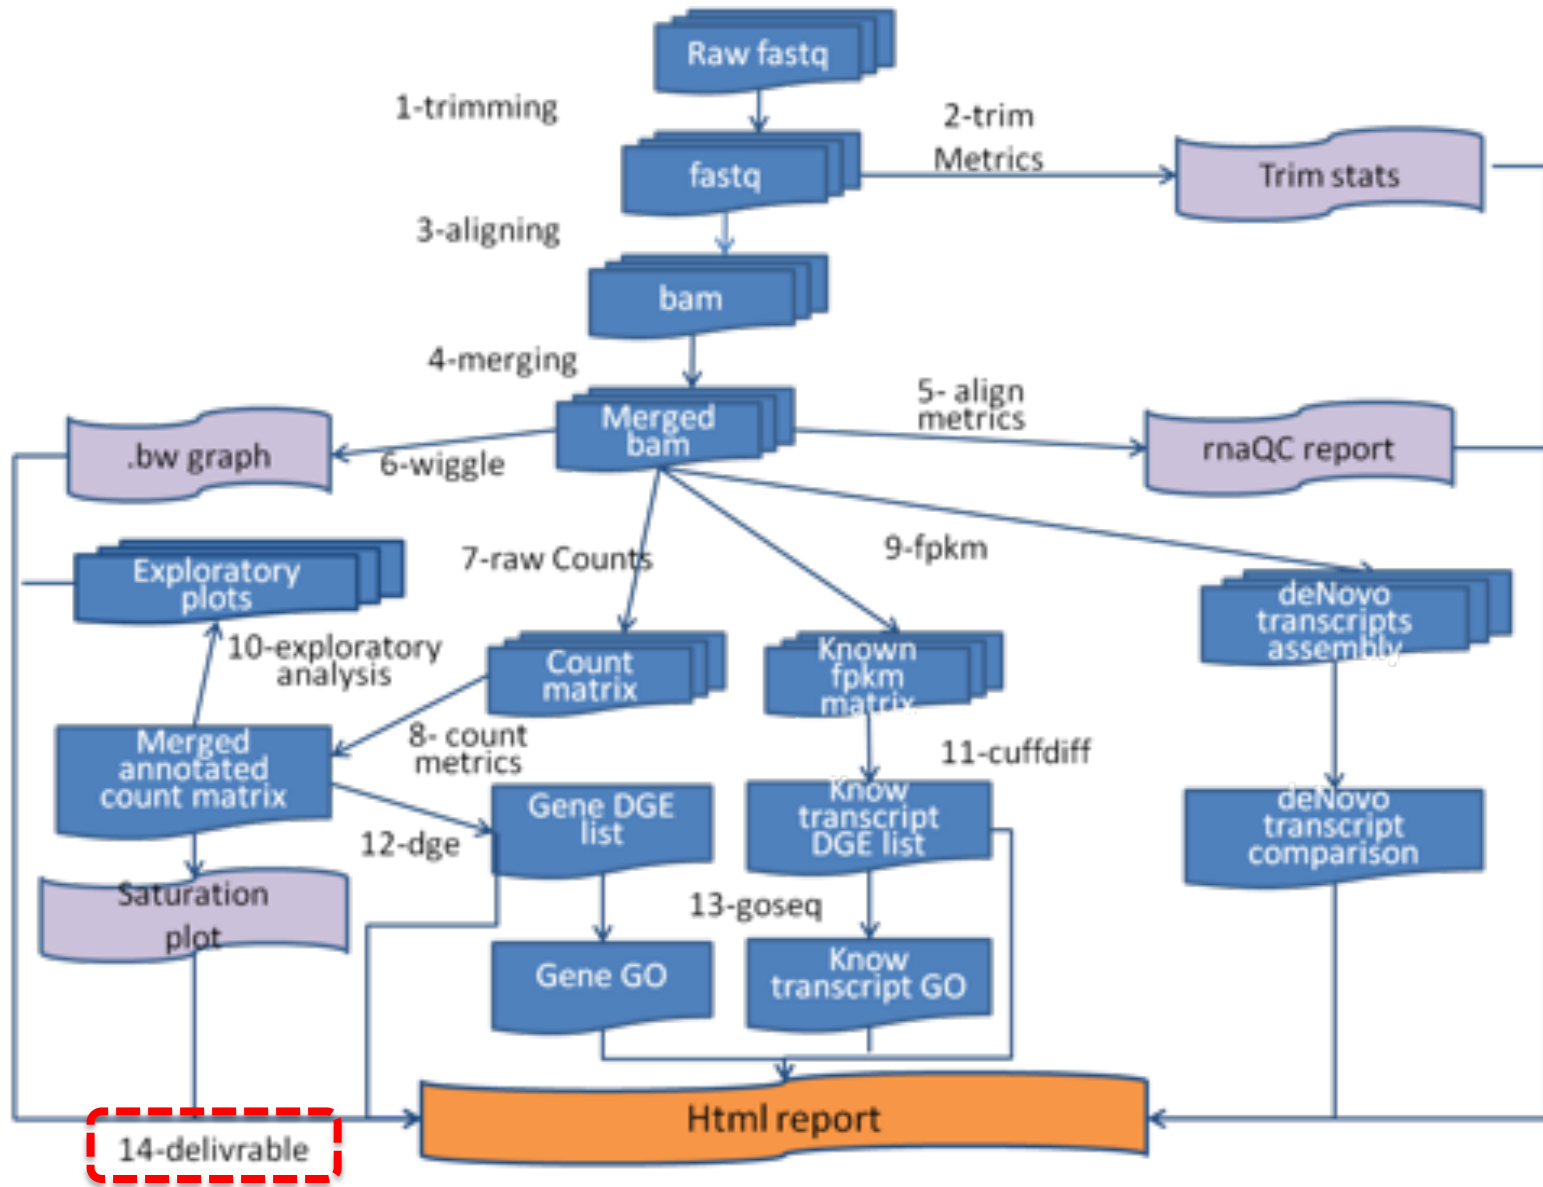 Raw fastq
1-trimming
2-trim
Metrics
fastq
Trim stats
3-aligning
bam
4-merging
5- align
metrics
Merged
bam
rnaQC report
.bw graph
6-wiggle
7-raw Counts
9-fpkm
Exploratory
plots
deNovo
transcripts
assembly
10-exploratory
analysis
Count
matrix
Known
fpkm
matrix
Merged
annotated
count matrix
8- count
metrics
11-cuffdiff
Gene DGE
list
Know
transcript
DGE list
deNovo
transcript
comparison
12-dge
Saturation
plot
13-goseq
Gene GO
Know
transcript GO
Html report
14-delivrable